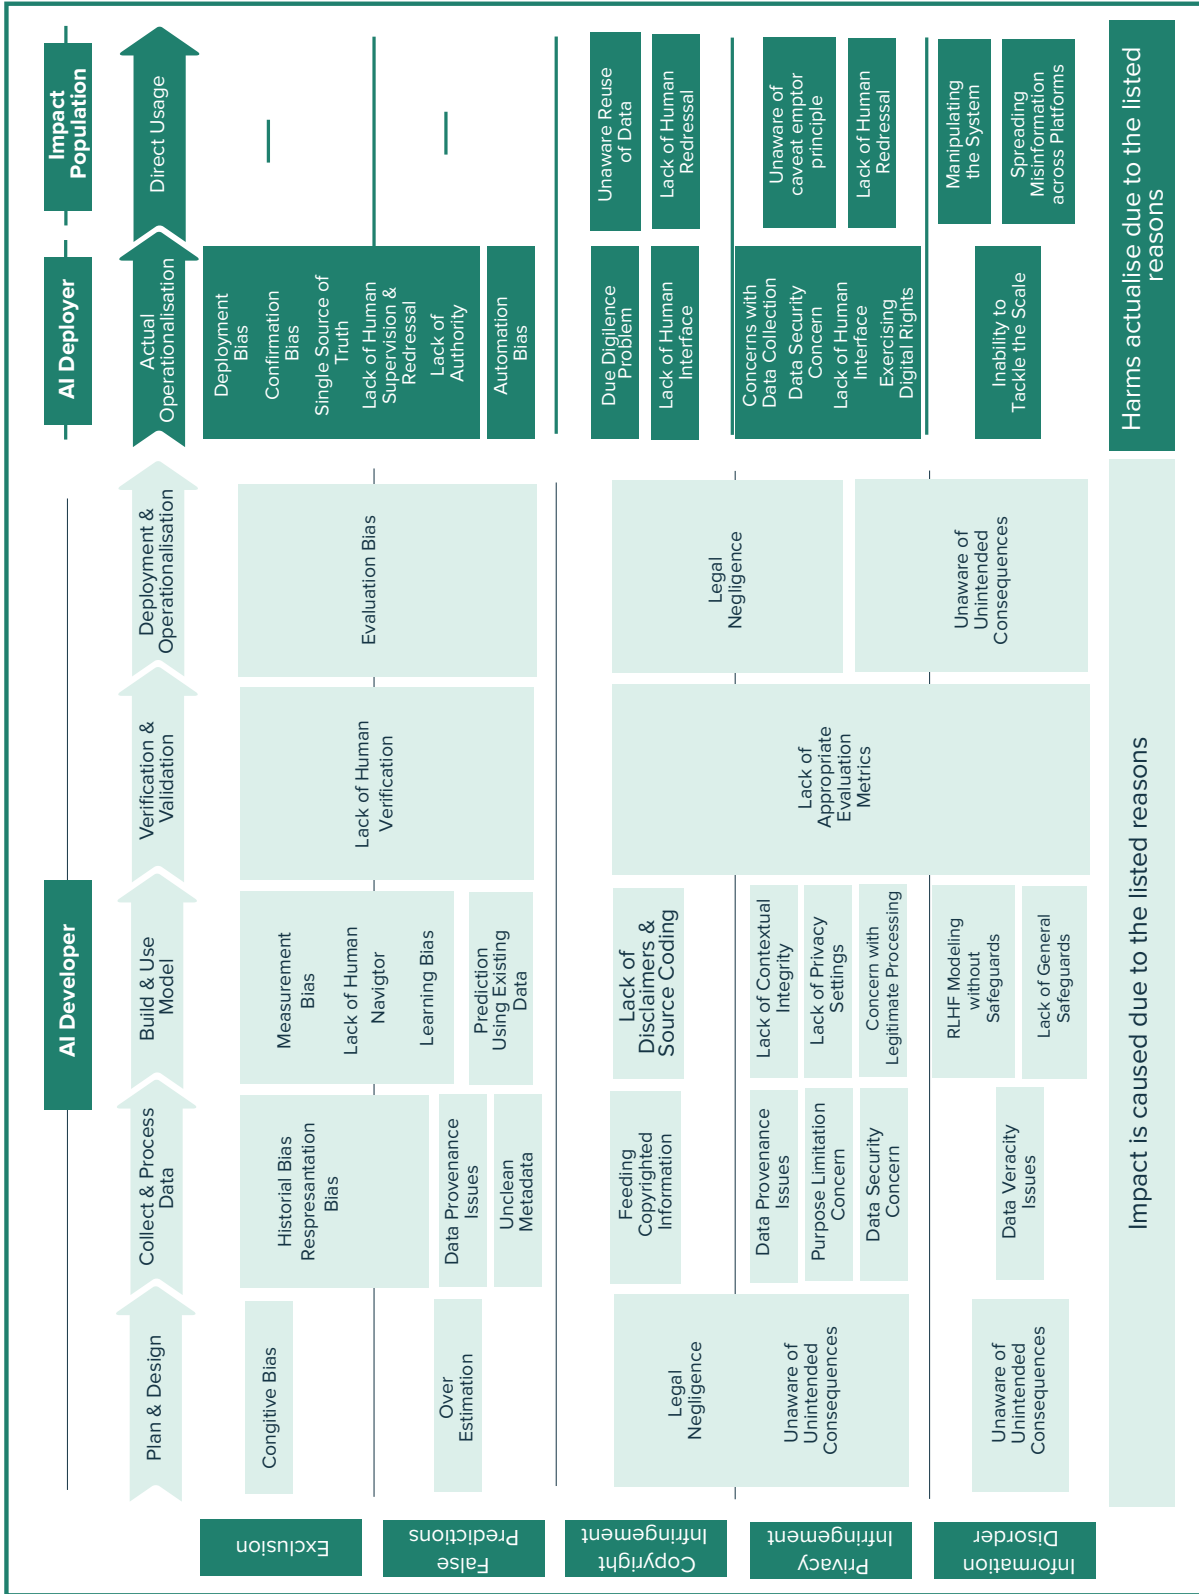 AI Developer
AI Deployer
Impact
Population
Plan & Design
Collect & Process
Data
Build & Use
Model
Verification &
Validation
Deployment &
Operationalisation
Actual
Operationalisation
Direct Usage
Exclusion
Congitive Bias
Historial Bias
Respresantation
Bias
Measurement
Bias
Lack of Human
Navigtor
Learning Bias
Lack of Human
Verification
Evaluation Bias
Deployment
Bias
Confirmation
Bias
Single Source of
Truth
Lack of Human
Supervision &
Redressal
Lack of
Authority
False
Predictions
Over
Estimation
Data Provenance
Issues
Unclean
Metadata
Prediction
Using Existing
Data
Automation
Bias
Copyright
Infringement
Legal
Negligence
Feeding
Copyrighted
Information
Lack of
Disclaimers &
Source Coding
Lack of
Appropriate
Evaluation
Metrics
Legal
Negligence
Due Digilence
Problem
Lack of Human
Interface
Unaware Reuse
of Data
Lack of Human
Redressal
Privacy
Infringement
Unaware of
Unintended
Consequences
Data Provenance
Issues
Purpose Limitation
Concern
Data Security
Concern
Lack of Contextual
Integrity
Lack of Privacy
Settings
Concern with
Legitimate Processing
Concerns with
Data Collection
Data Security
Concern
Lack of Human
Interface
Exercising
Digital Rights
Unaware of
caveat emptor
principle
Lack of Human
Redressal
Information
Disorder
Unaware of
Unintended
Consequences
Data Veracity
Issues
RLHF Modeling
without
Safeguards
Lack of General
Safeguards
Unaware of
Unintended
Consequences
Inability to
Tackle the Scale
Manipulating
the System
Spreading
Misinformation
across Platforms
Impact is caused due to the listed reasons
Harms actualise due to the listed
reasons